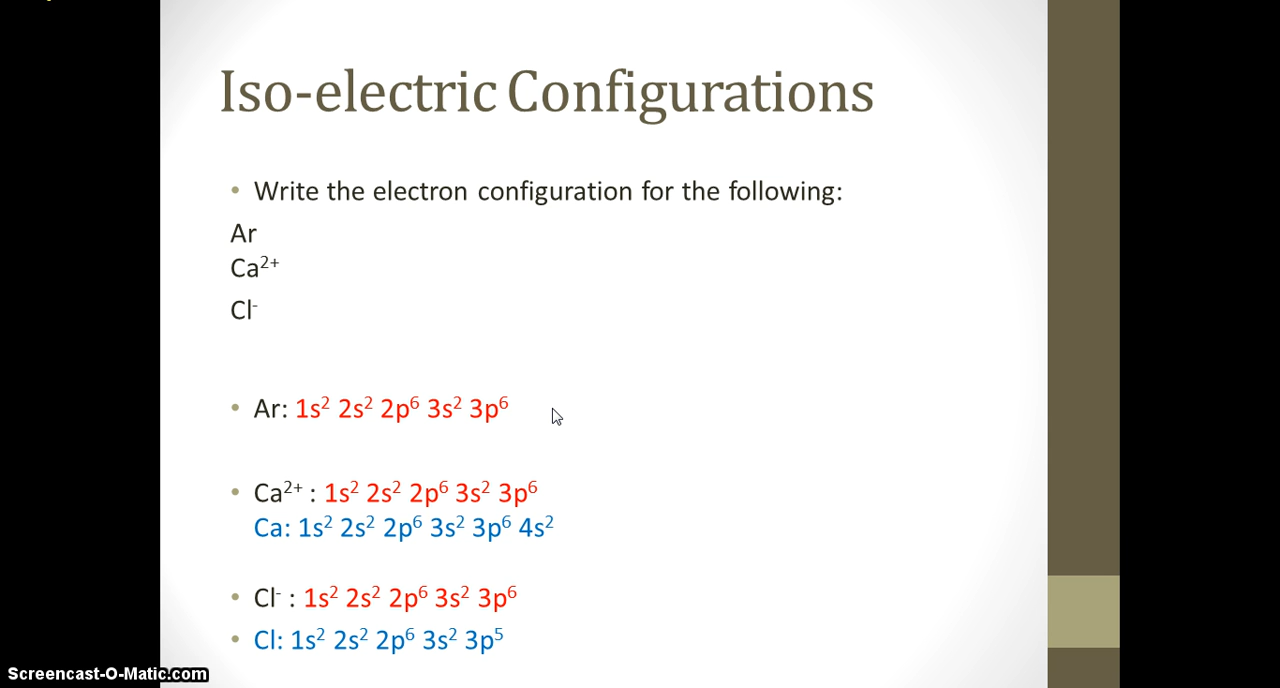 Iso-electric Configurations
• Write the electron configuration for the following:
Ar
Ca²⁺
Cl⁻
• Ar: 1s² 2s² 2p⁶ 3s² 3p⁶
• Ca²⁺ : 1s² 2s² 2p⁶ 3s² 3p⁶
Ca: 1s² 2s² 2p⁶ 3s² 3p⁶ 4s²
• Cl⁻ : 1s² 2s² 2p⁶ 3s² 3p⁶
• Cl: 1s² 2s² 2p⁶ 3s² 3p⁵
Screencast-O-Matic.com